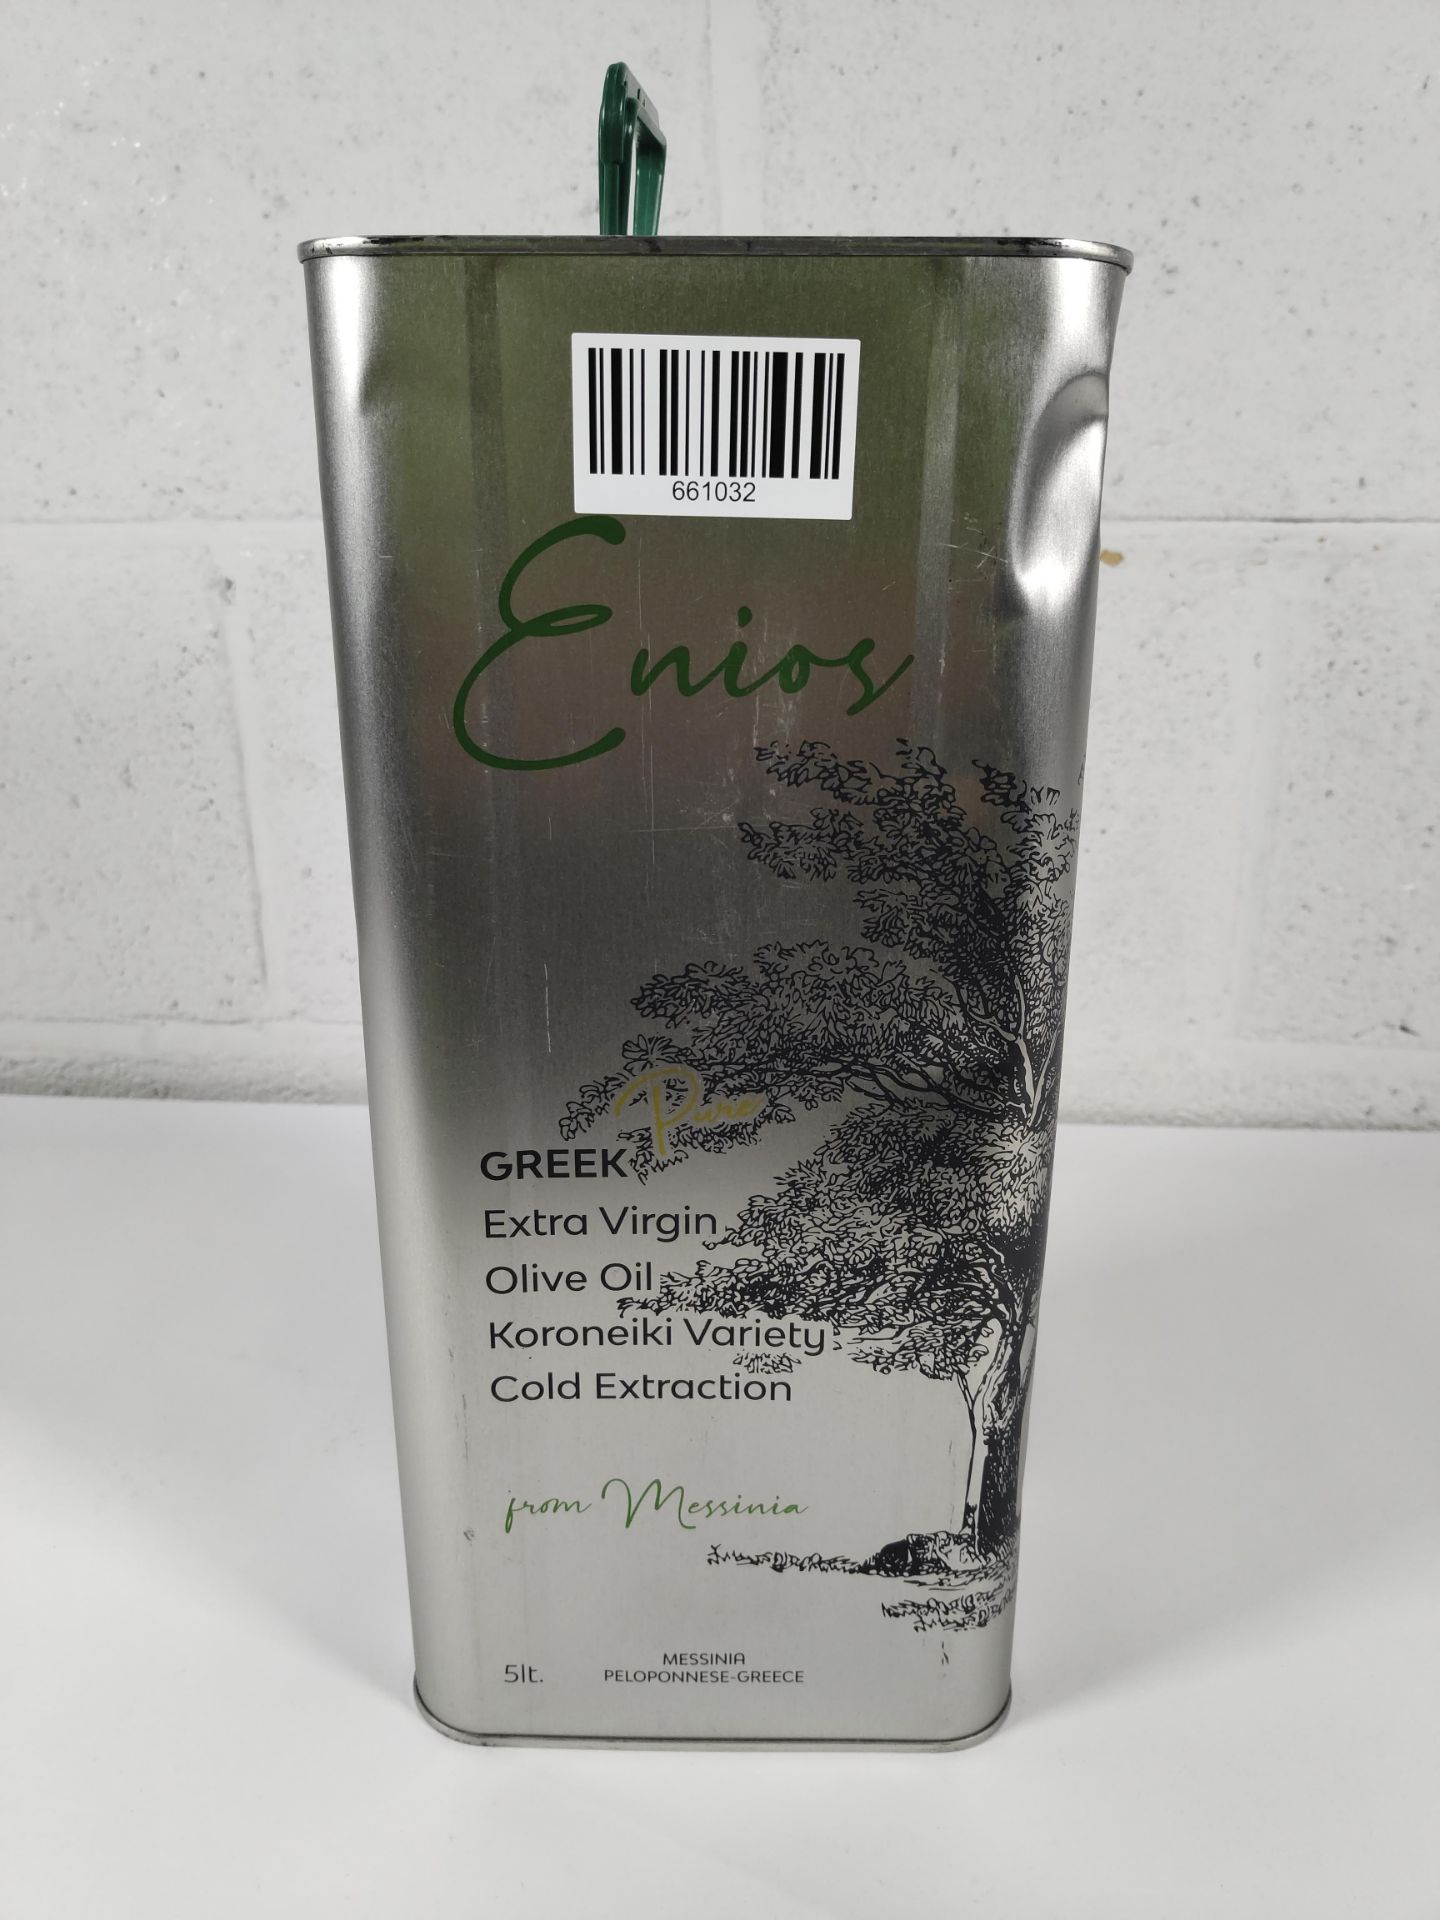 661032
Enios
Pure
GREEK
Extra Virgin
Olive Oil
Koroneiki Variety
Cold Extraction
from Messinia
5lt.
MESSINIA
PELOPONNESE-GREECE